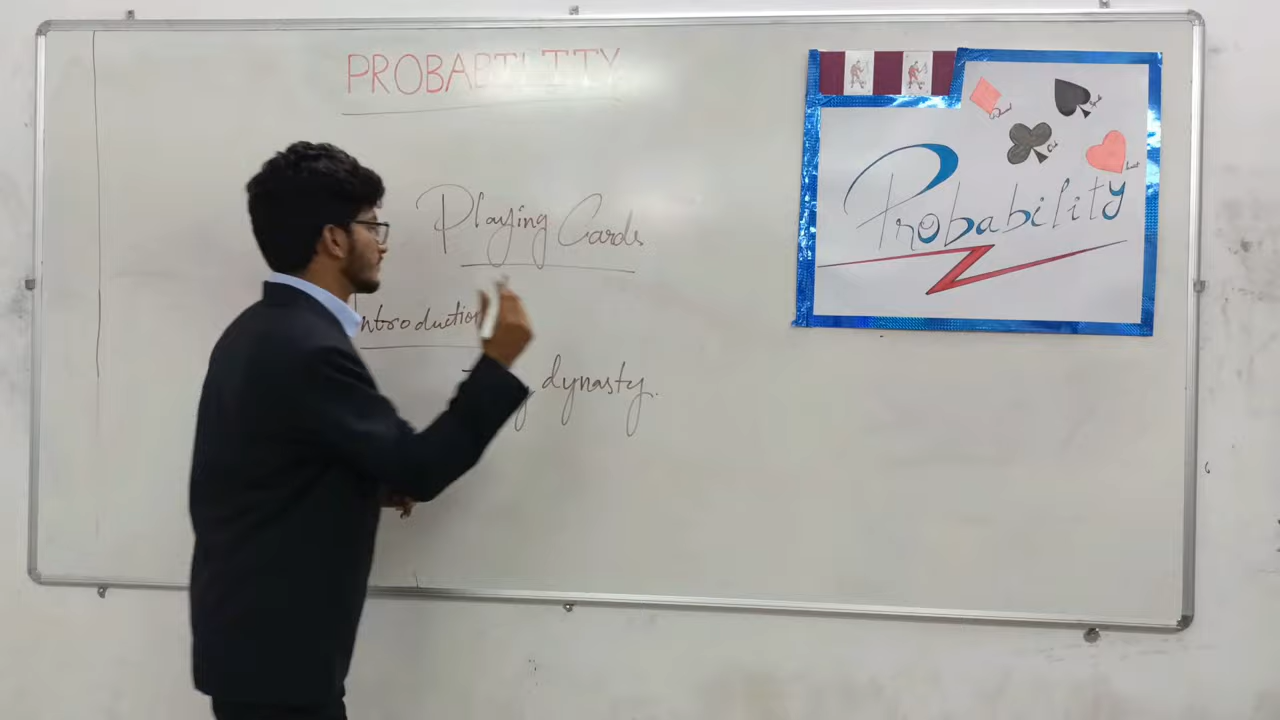 PROBABILITY
Playing Cards
Introduction
dynasty.
Probability